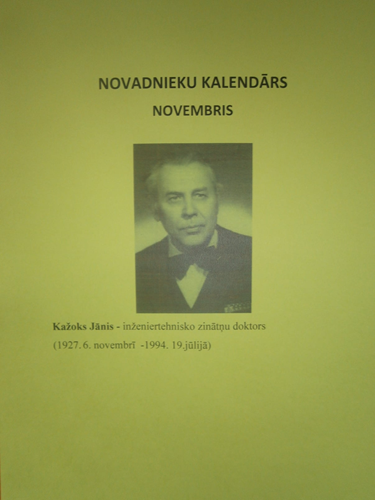 NOVADNIEKU KALENDĀRS
NOVEMBRIS
Kažoks Jānis - inženiertehnisko zinātņu doktors
(1927. 6. novembrī -1994. 19.jūlijā)